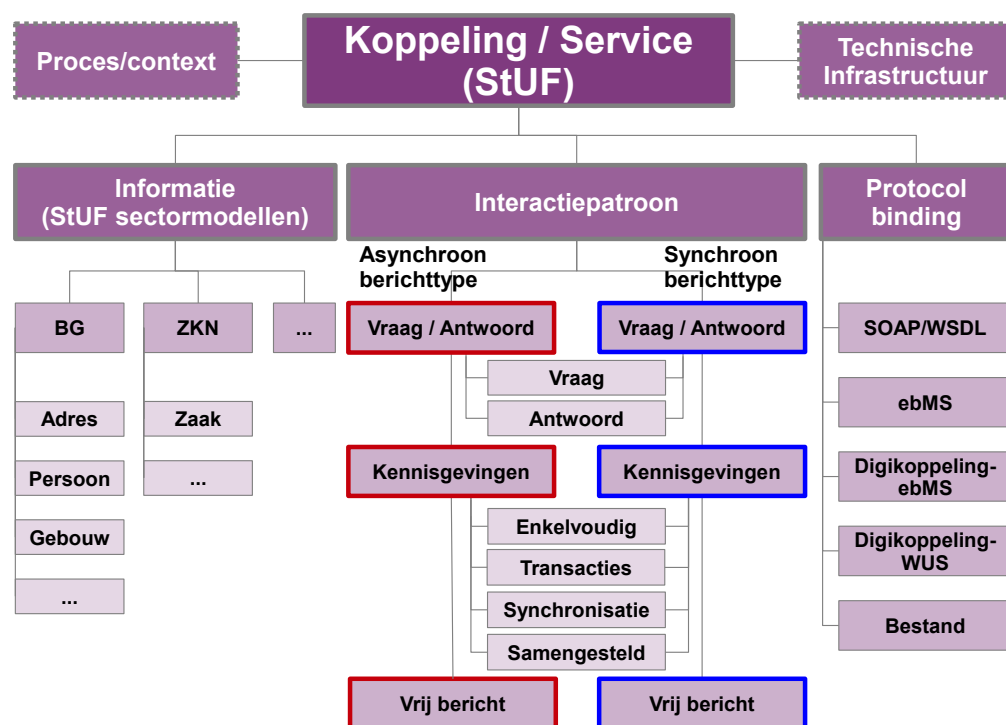 Proces/context
Koppeling / Service
(StUF)
Technische
Infrastructuur
Informatie
(StUF sectormodellen)
Interactiepatroon
Protocol
binding
Asynchroon
berichttype
Synchroon
berichttype
BG
ZKN
...
Vraag / Antwoord
Vraag / Antwoord
SOAP/WSDL
Vraag
Antwoord
Adres
Zaak
ebMS
Persoon
...
Kennisgevingen
Kennisgevingen
Digikoppeling-
ebMS
Gebouw
Enkelvoudig
Transacties
Digikoppeling-
WUS
...
Synchronisatie
Samengesteld
Bestand
Vrij bericht
Vrij bericht